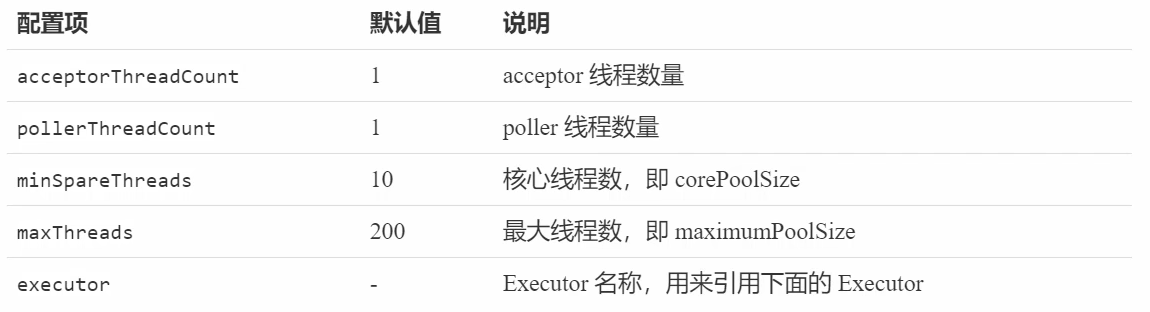 配置项 默认值 说明
acceptorThreadCount 1 acceptor 线程数量
pollerThreadCount 1 poller 线程数量
minSpareThreads 10 核心线程数，即 corePoolSize
maxThreads 200 最大线程数，即 maximumPoolSize
executor - Executor 名称，用来引用下面的 Executor